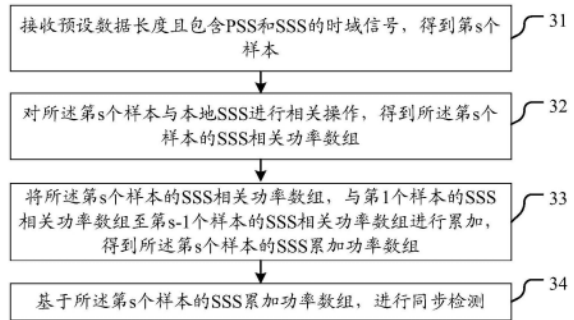 接收预设数据长度且包含PSS和SSS的时域信号，得到第s个
样本
31
对所述第s个样本与本地SSS进行相关操作，得到所述第s个
样本的SSS相关功率数组
32
将所述第s个样本的SSS相关功率数组，与第1个样本的SSS
相关功率数组至第s-1个样本的SSS相关功率数组进行累加，
得到所述第s个样本的SSS累加功率数组
33
基于所述第s个样本的SSS累加功率数组，进行同步检测
34